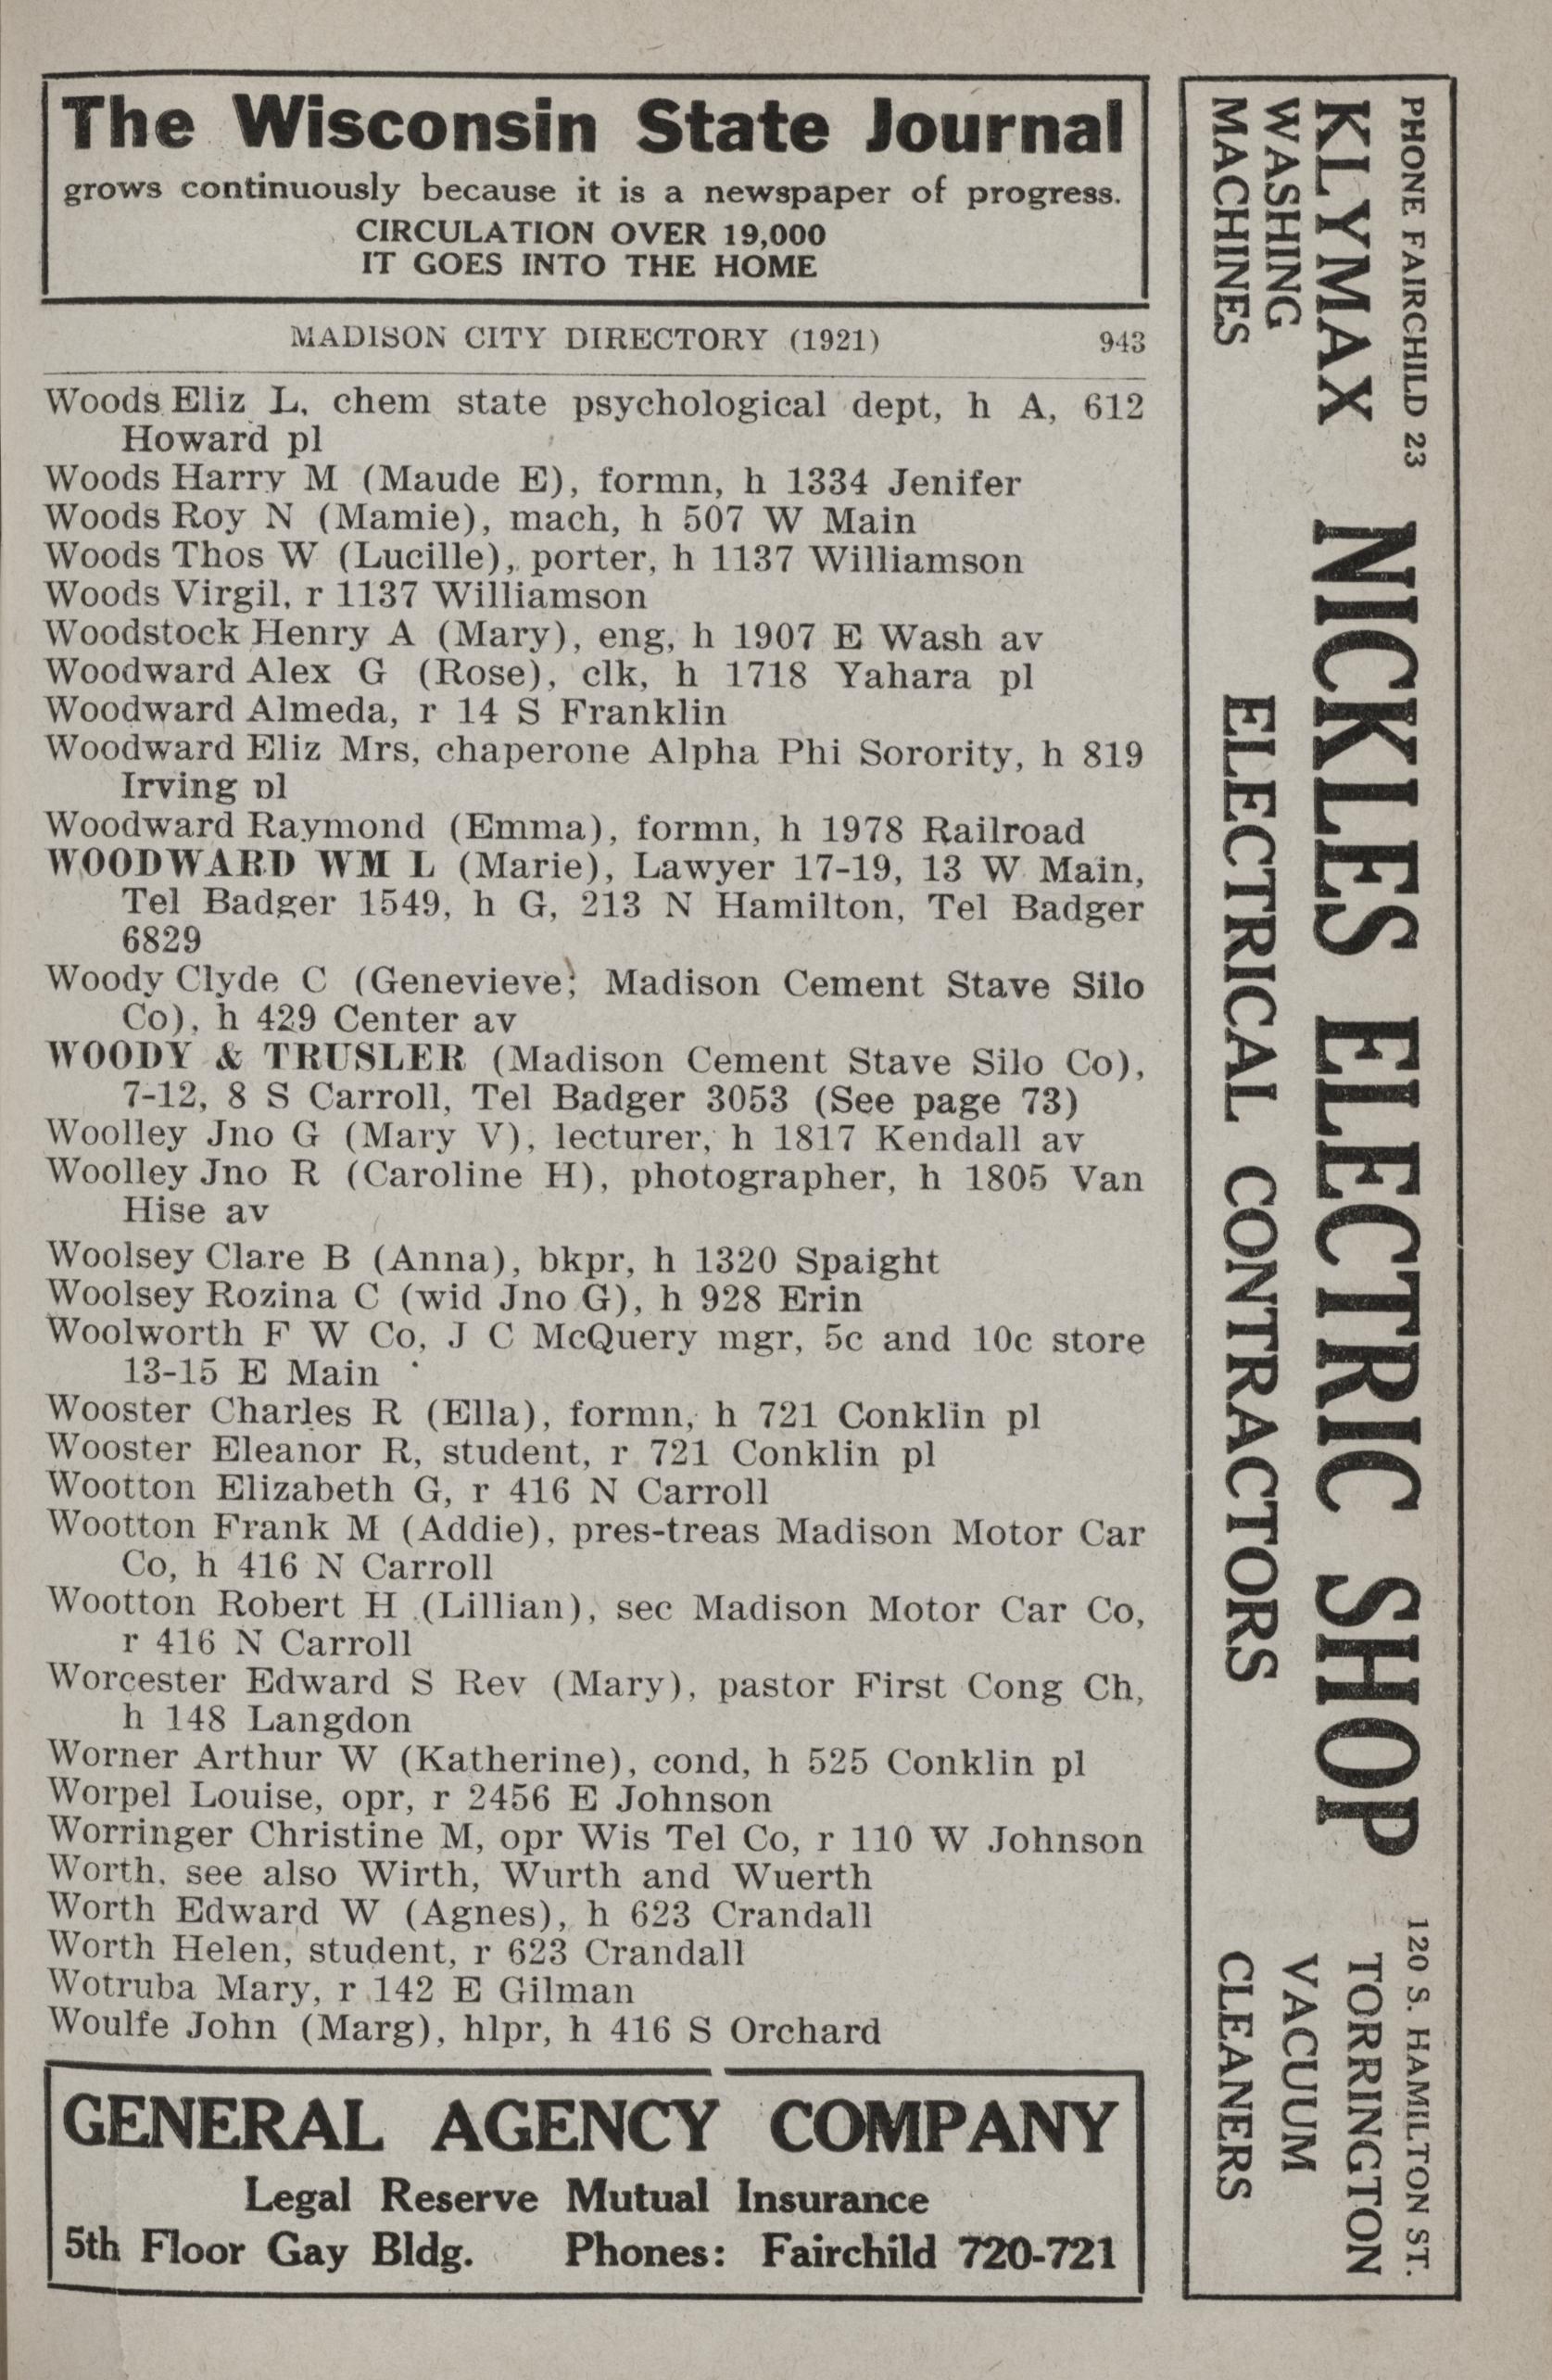 The Wisconsin State Journal
grows continuously because it is a newspaper of progress.
CIRCULATION OVER 19,000
IT GOES INTO THE HOME
MADISON CITY DIRECTORY (1921) 943
Woods Eliz L, chem state psychological dept, h A, 612
Howard pl
Woods Harry M (Maude E), formn, h 1334 Jenifer
Woods Roy N (Mamie), mach, h 507 W Main
Woods Thos W (Lucille), porter, h 1137 Williamson
Woods Virgil, r 1137 Williamson
Woodstock Henry A (Mary), eng, h 1907 E Wash av
Woodward Alex G (Rose), clk, h 1718 Yahara pl
Woodward Almeda, r 14 S Franklin
Woodward Eliz Mrs, chaperone Alpha Phi Sorority, h 819
Irving pl
Woodward Raymond (Emma), formn, h 1978 Railroad
WOODWARD WM L (Marie), Lawyer 17-19, 13 W Main,
Tel Badger 1549, h G, 213 N Hamilton, Tel Badger
6829
Woody Clyde C (Genevieve; Madison Cement Stave Silo
Co), h 429 Center av
WOODY & TRUSLER (Madison Cement Stave Silo Co),
7-12, 8 S Carroll, Tel Badger 3053 (See page 73)
Woolley Jno G (Mary V), lecturer, h 1817 Kendall av
Woolley Jno R (Caroline H), photographer, h 1805 Van
Hise av
Woolsey Clare B (Anna), bkpr, h 1320 Spaight
Woolsey Rozina C (wid Jno G), h 928 Erin
Woolworth F W Co, J C McQuery mgr, 5c and 10c store
13-15 E Main
Wooster Charles R (Ella), formn, h 721 Conklin pl
Wooster Eleanor R, student, r 721 Conklin pl
Wootton Elizabeth G, r 416 N Carroll
Wootton Frank M (Addie), pres-treas Madison Motor Car
Co, h 416 N Carroll
Wootton Robert H (Lillian), sec Madison Motor Car Co,
r 416 N Carroll
Worcester Edward S Rev (Mary), pastor First Cong Ch,
h 148 Langdon
Worner Arthur W (Katherine), cond, h 525 Conklin pl
Worpel Louise, opr, r 2456 E Johnson
Worringer Christine M, opr Wis Tel Co, r 110 W Johnson
Worth, see also Wirth, Wurth and Wuerth
Worth Edward W (Agnes), h 623 Crandall
Worth Helen, student, r 623 Crandall
Wotruba Mary, r 142 E Gilman
Woulfe John (Marg), hlpr, h 416 S Orchard
GENERAL AGENCY COMPANY
Legal Reserve Mutual Insurance
5th Floor Gay Bldg. Phones: Fairchild 720-721
PHONE FAIRCHILD 23
KLYMAX
WASHING
MACHINES
NICKLES ELECTRIC SHOP
ELECTRICAL CONTRACTORS
120 S. HAMILTON ST.
TORRINGTON
VACUUM
CLEANERS